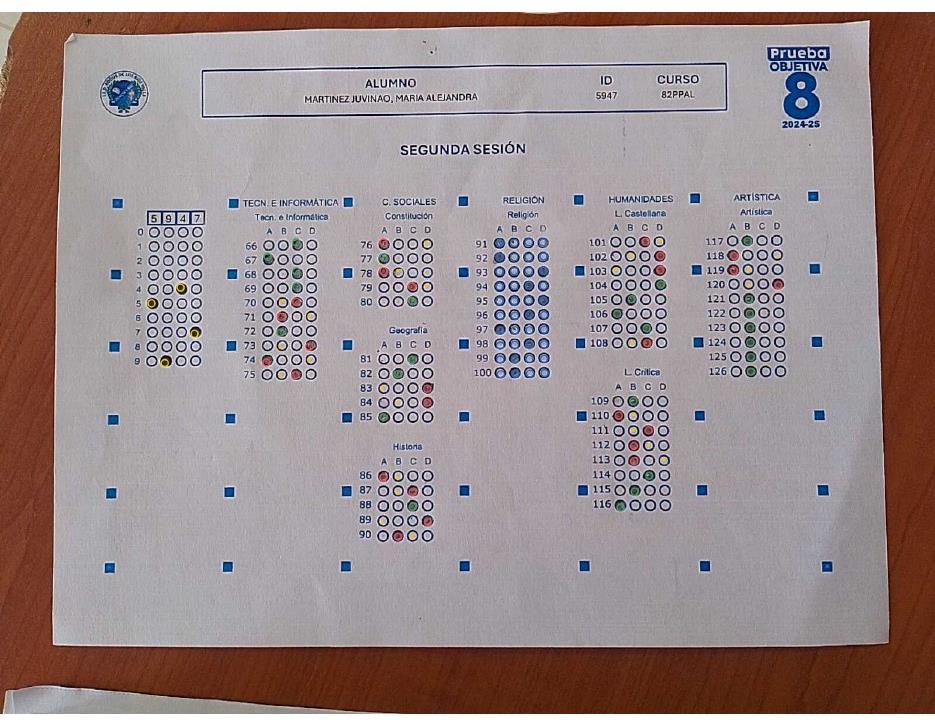 Prueba
OBJETIVA
8
2024-25
ALUMNO ID CURSO
MARTINEZ JUVINAO, MARIA ALEJANDRA 5947 82PPAL
SEGUNDA SESIÓN
5 9 4 7
0
1
2
3
4
5
6
7
8
9
TECN. E INFORMÁTICA
Tecn. e Informática
A B C D
66
67
68
69
70
71
72
73
74
75
C. SOCIALES
Constitución
A B C D
76
77
78
79
80
Geografía
A B C D
81
82
83
84
85
Historia
A B C D
86
87
88
89
90
RELIGIÓN
Religión
A B C D
91
92
93
94
95
96
97
98
99
100
HUMANIDADES
L. Castellana
A B C D
101
102
103
104
105
106
107
108
L. Crítica
A B C D
109
110
111
112
113
114
115
116
ARTÍSTICA
Artística
A B C D
117
118
119
120
121
122
123
124
125
126